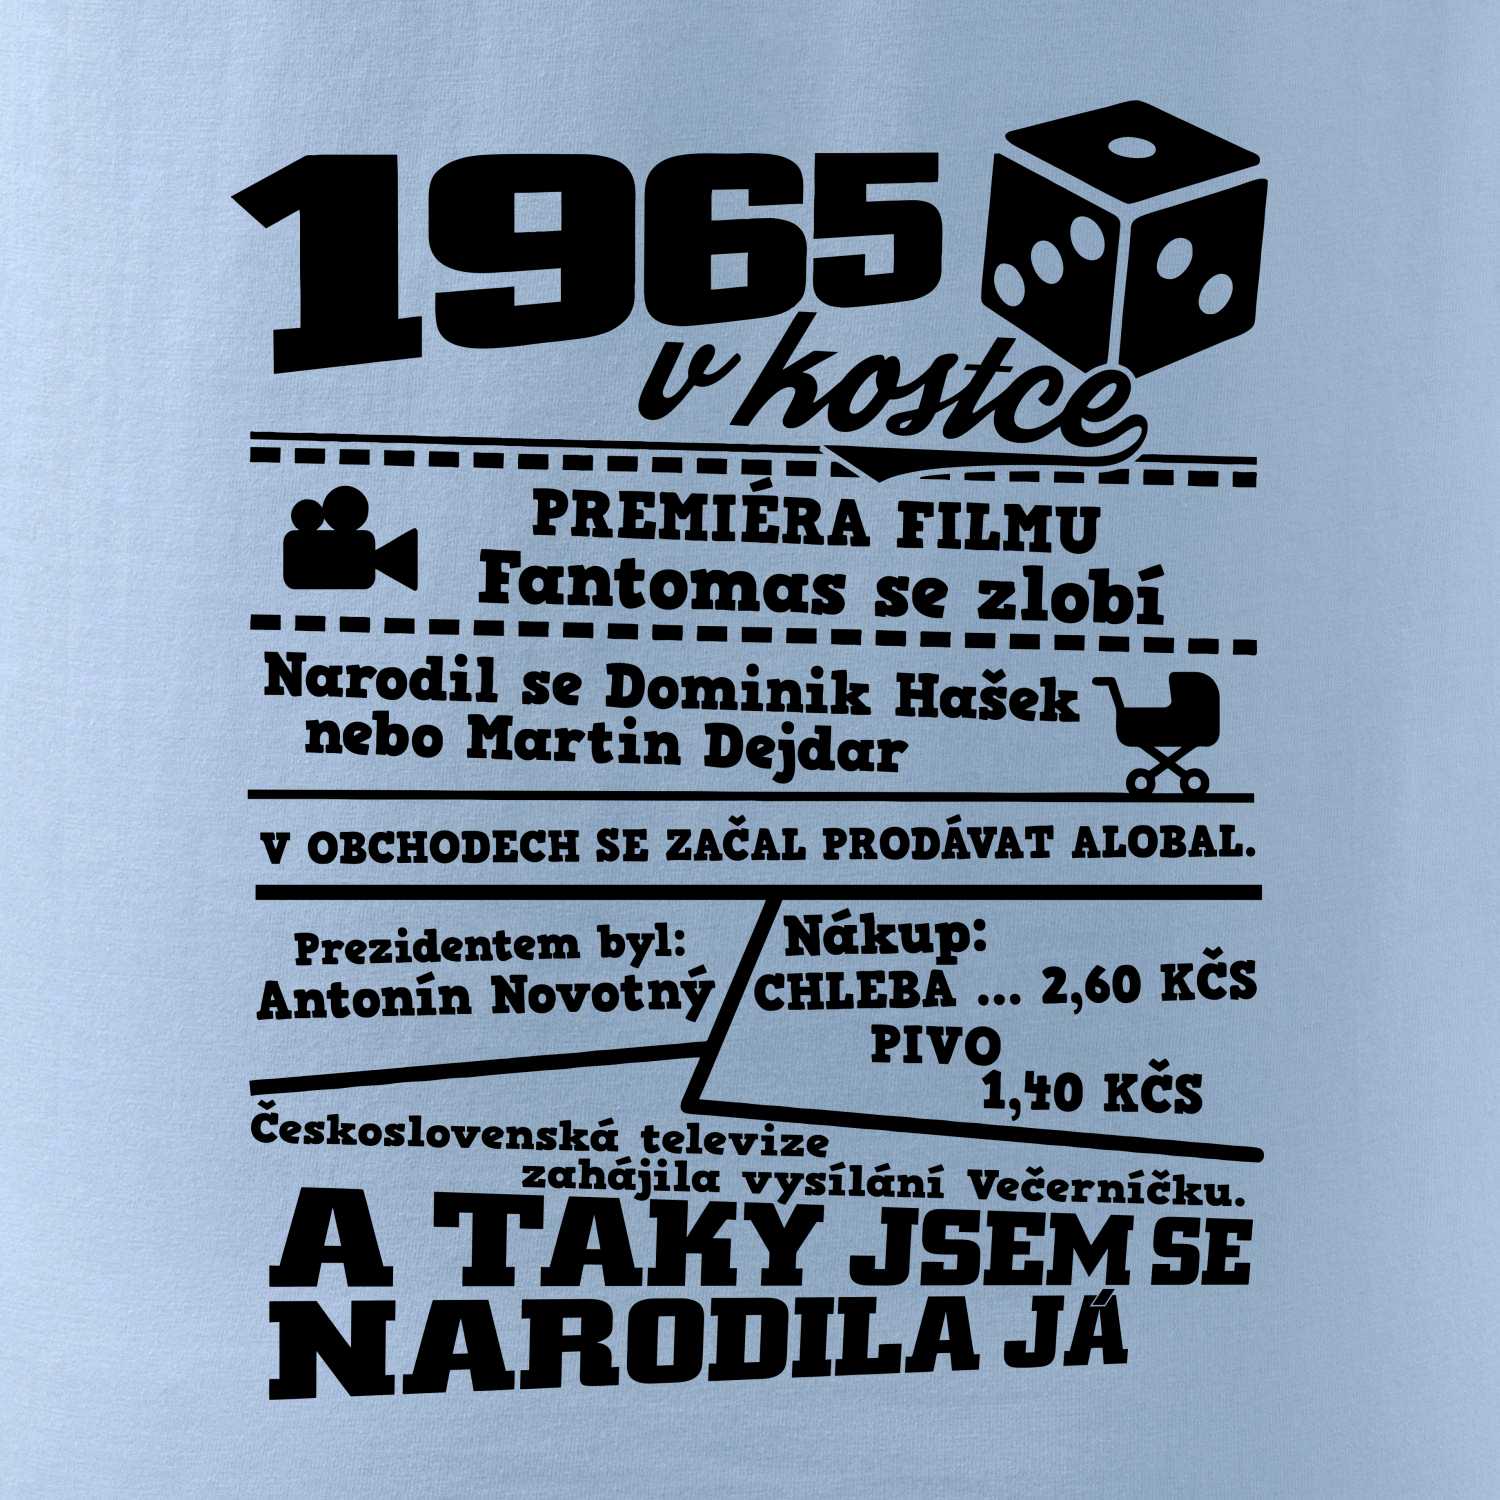 1965
v kostce
PREMIÉRA FILMU
Fantomas se zlobí
Narodil se Dominik Hašek
nebo Martin Dejdar
V OBCHODECH SE ZAČAL PRODÁVAT ALOBAL.
Prezidentem byl:
Antonín Novotný
Nákup:
CHLEBA ... 2,60 KČS
PIVO
1,40 KČS
Československá televize
zahájila vysílání Večerníčku.
A TAKY JSEM SE
NARODILA JÁ